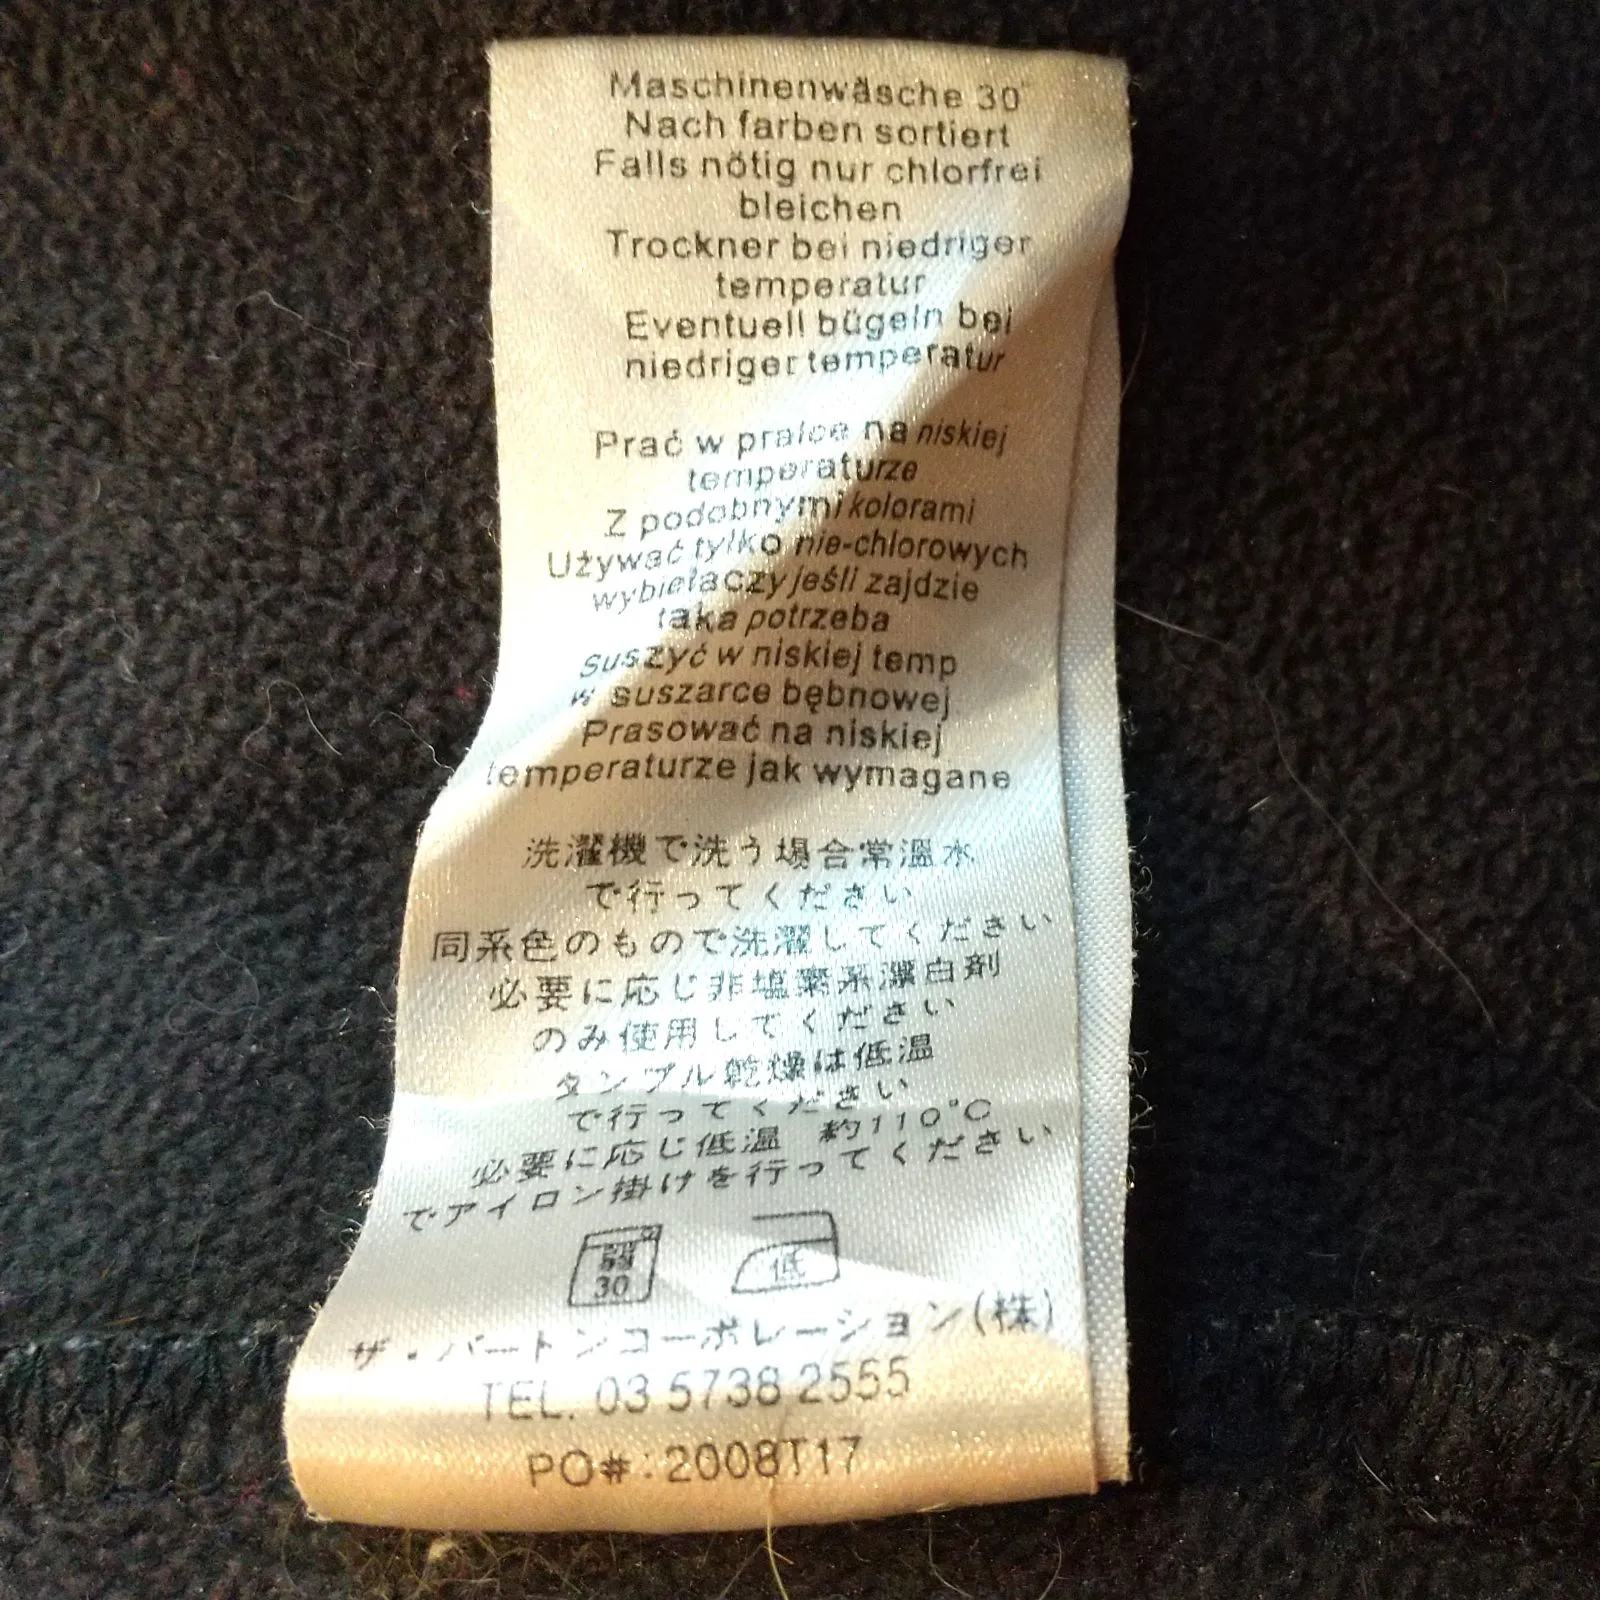 Maschinenwäsche 30°
Nach farben sortiert
Falls nötig nur chlorfrei
bleichen
Trockner bei niedriger
temperatur
Eventuell bügeln bei
niedriger temperatur
Prać w pralce na niskiej
temperaturze
Z podobnymi kolorami
Używać tylko nie-chlorowych
wybielaczy jeśli zajdzie
taka potrzeba
Suszyć w niskiej temp
w suszarce bębnowej
Prasować na niskiej
temperaturze jak wymagane
洗濯機で洗う場合常温水
で行ってください
同系色のもので洗濯してください
必要に応じ非塩素系漂白剤
のみ使用してください
タンブル乾燥は低温
で行ってください
必要に応じ低温 約110°C
でアイロン掛けを行ってください
弱 低
30
ザ・バートンコーポレーション(株)
TEL. 03 5738 2555
PO#:2008T17